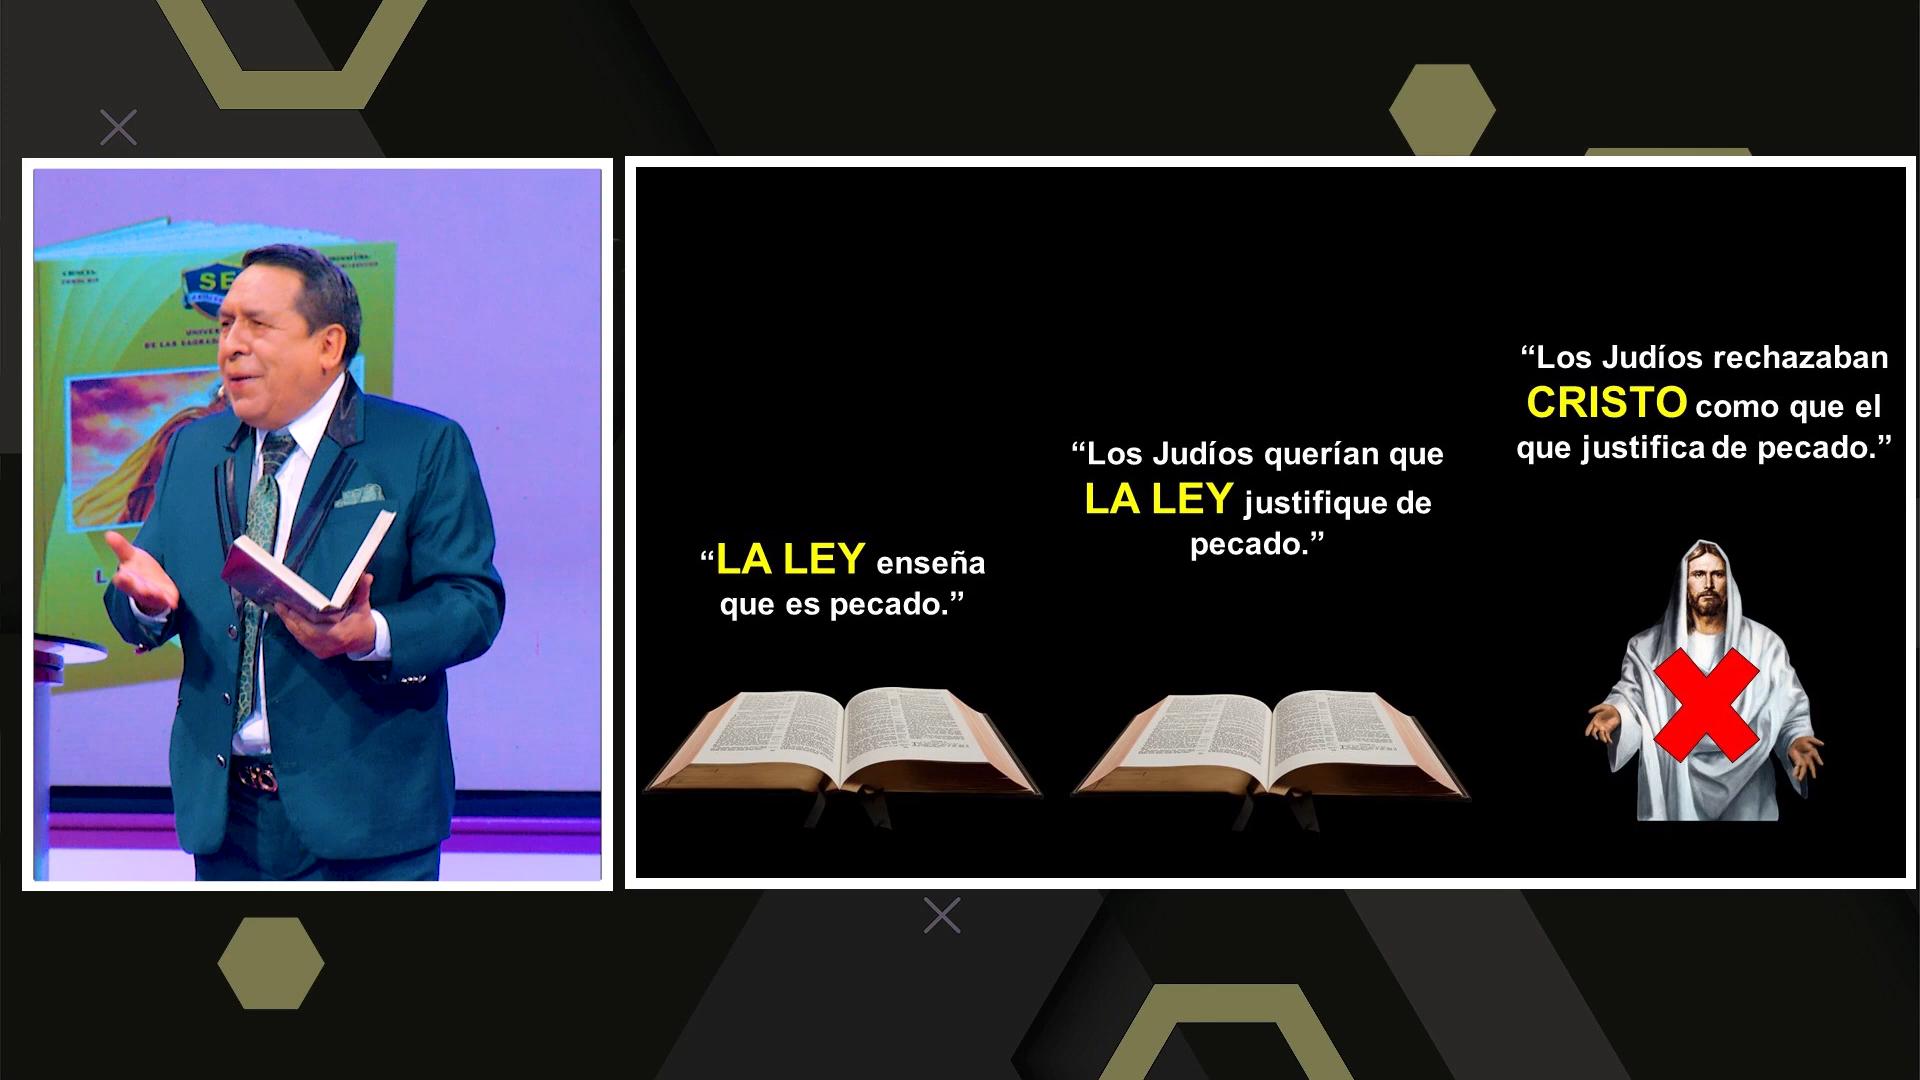 SE
“LA LEY enseña
que es pecado.”
“Los Judíos querían que
LA LEY justifique de
pecado.”
“Los Judíos rechazaban
CRISTO como que el
que justifica de pecado.”